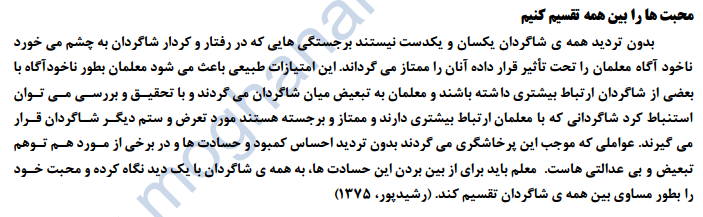 محبت ها را بین همه تقسیم کنیم
بدون تردید همه ی شاگردان یکسان و یکدست نیستند برجستگی هایی که در رفتار و کردار شاگردان به چشم می خورد
ناخود آگاه معلمان را تحت تأثیر قرار داده آنان را ممتاز می گرداند. این امتیازات طبیعی باعث می شود معلمان بطور ناخودآگاه با
بعضی از شاگردان ارتباط بیشتری داشته باشند و معلمان به تبعیض میان شاگردان می گردند و با تحقیق و بررسی می توان
استنباط کرد شاگردانی که با معلمان ارتباط بیشتری دارند و ممتاز و برجسته هستند مورد تعرض و ستم دیگر شاگردان قرار
می گیرند. عواملی که موجب این پرخاشگری می گردند بدون تردید احساس کمبود و حسادت ها و در برخی از مورد هم توهم
تبعیض و بی عدالتی هاست. معلم باید برای از بین بردن این حسادت ها، به همه ی شاگردان با یک دید نگاه کرده و محبت خود
را بطور مساوی بین همه ی شاگردان تقسیم کند. (رشیدپور، ۱۳۷۵)